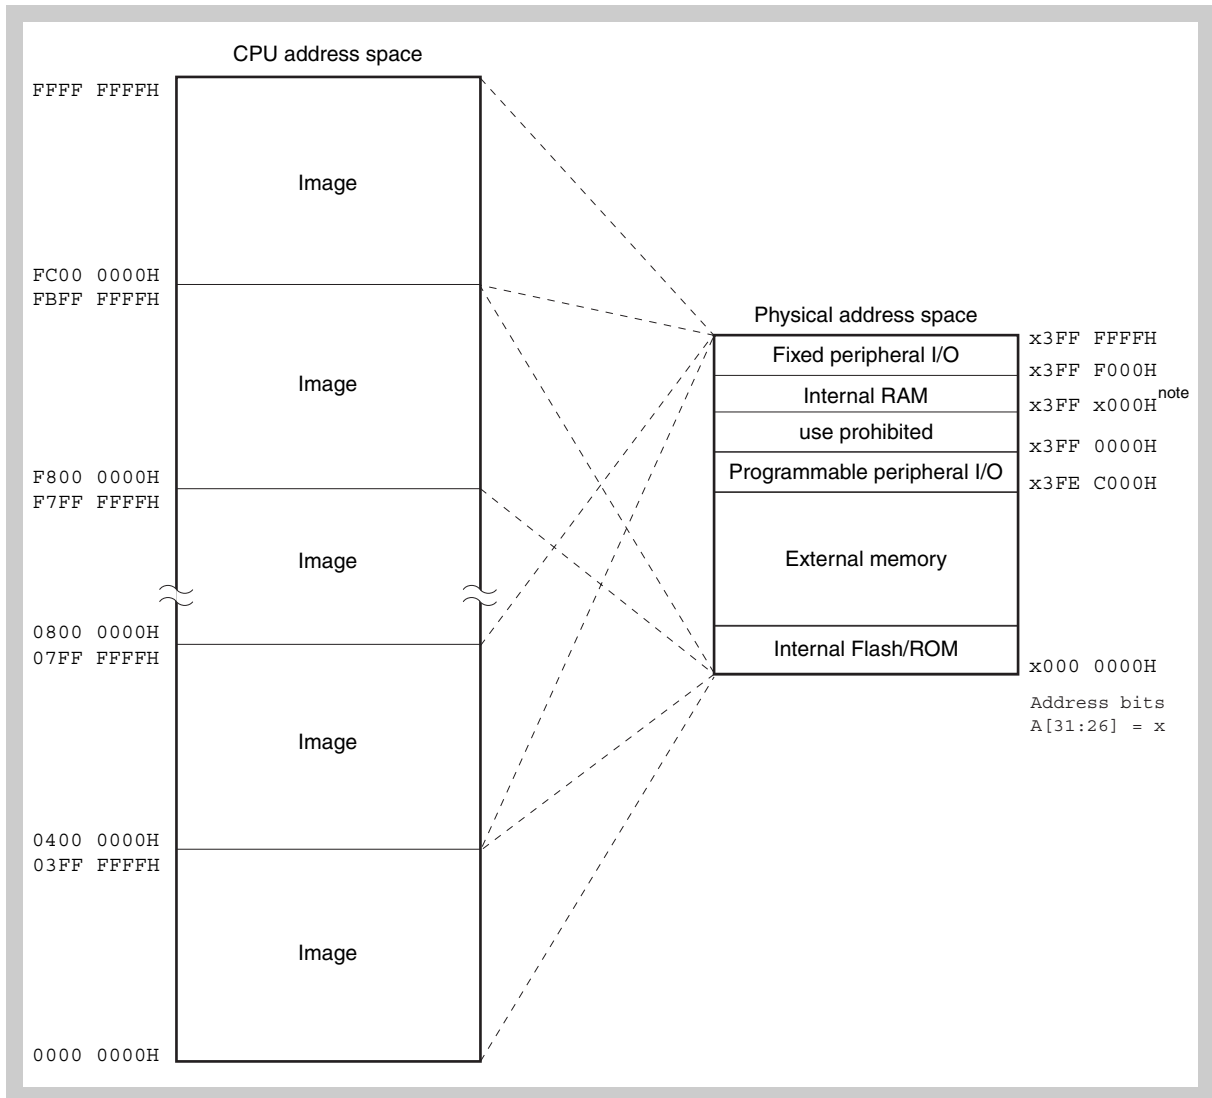 CPU address space
FFFF FFFFH
Image
FC00 0000H
FBFF FFFFH
Image
F800 0000H
F7FF FFFFH
Image
0800 0000H
07FF FFFFH
Image
0400 0000H
03FF FFFFH
Image
0000 0000H
Physical address space
Fixed peripheral I/O
x3FF FFFFH
x3FF F000H
Internal RAM
x3FF x000H note
use prohibited
x3FF 0000H
Programmable peripheral I/O
x3FE C000H
External memory
Internal Flash/ROM
x000 0000H
Address bits
A[31:26] = x